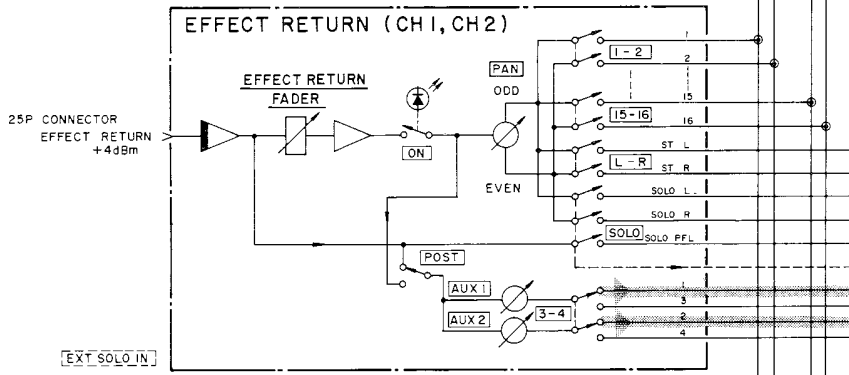 EFFECT RETURN (CH1, CH2)
EFFECT RETURN
FADER
25P CONNECTOR
EFFECT RETURN
+4dBm
ON
PAN
ODD
EVEN
1-2
15-16
L-R
SOLO
1
2
15
16
ST L
ST R
SOLO L
SOLO R
SOLO PFL
POST
AUX 1
AUX 2
3-4
1
3
2
4
EXT SOLO IN